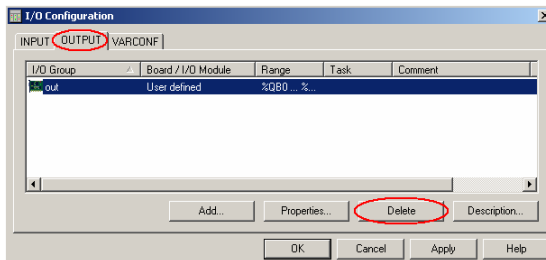 I/O Configuration
INPUT OUTPUT VARCONF
I/O Group Board / I/O Module Range Task Comment
out User defined %QB0 ... %...
Add... Properties... Delete Description...
OK Cancel Apply Help